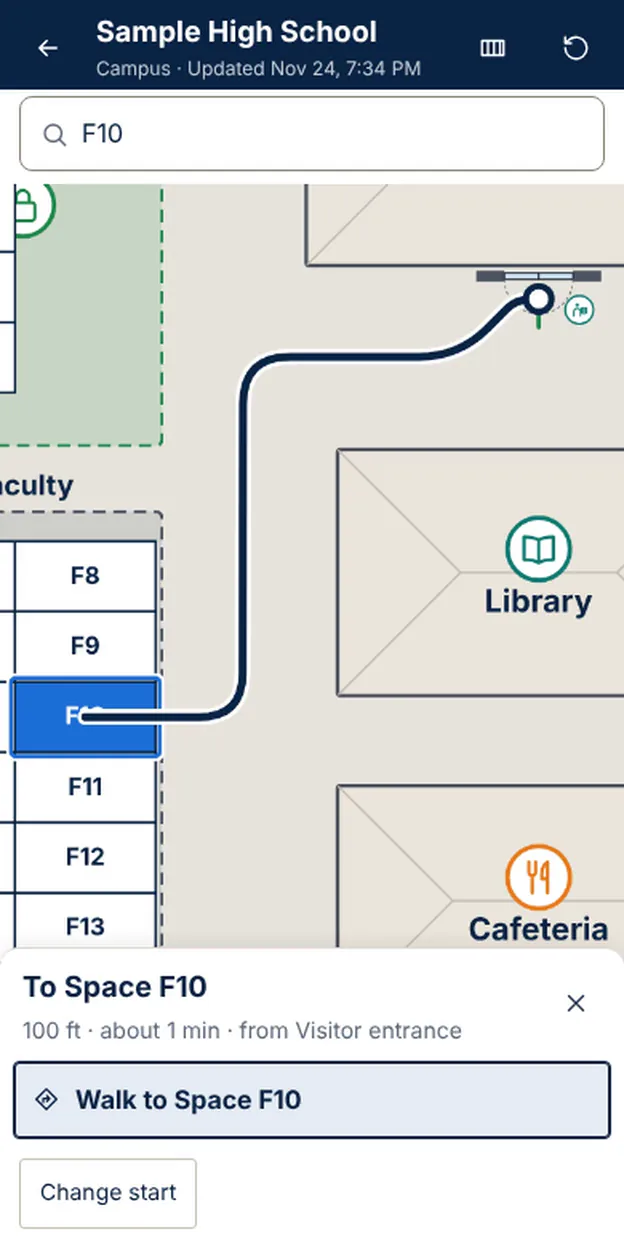 Sample High School
Campus · Updated Nov 24, 7:34 PM
F10
F8
F9
F11
F12
F13
Library
Cafeteria
To Space F10
100 ft · about 1 min · from Visitor entrance
Walk to Space F10
Change start